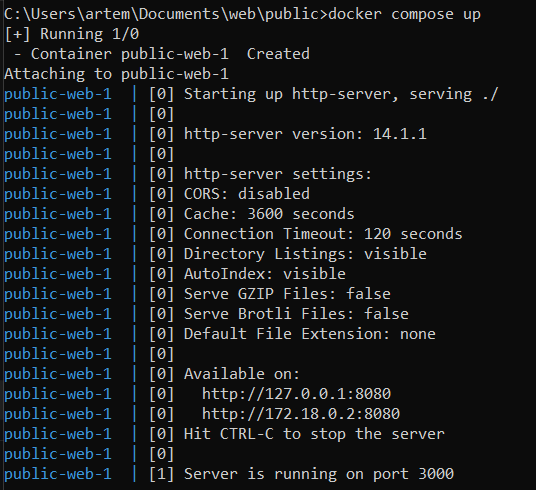 C:\Users\artem\Documents\web\public>docker compose up
[+] Running 1/0
 - Container public-web-1  Created
Attaching to public-web-1
public-web-1  | [0] Starting up http-server, serving ./
public-web-1  | [0]
public-web-1  | [0] http-server version: 14.1.1
public-web-1  | [0]
public-web-1  | [0] http-server settings:
public-web-1  | [0] CORS: disabled
public-web-1  | [0] Cache: 3600 seconds
public-web-1  | [0] Connection Timeout: 120 seconds
public-web-1  | [0] Directory Listings: visible
public-web-1  | [0] AutoIndex: visible
public-web-1  | [0] Serve GZIP Files: false
public-web-1  | [0] Serve Brotli Files: false
public-web-1  | [0] Default File Extension: none
public-web-1  | [0]
public-web-1  | [0] Available on:
public-web-1  | [0]   http://127.0.0.1:8080
public-web-1  | [0]   http://172.18.0.2:8080
public-web-1  | [0] Hit CTRL-C to stop the server
public-web-1  | [0]
public-web-1  | [1] Server is running on port 3000